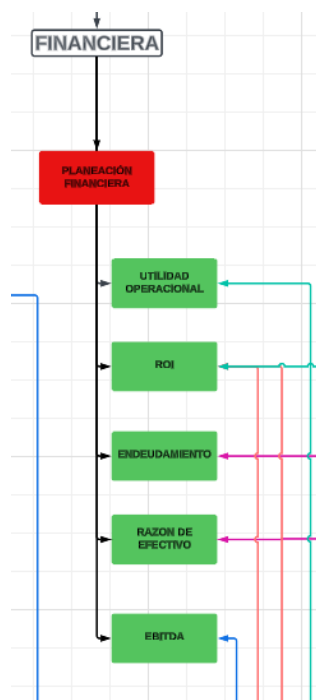 FINANCIERA
PLANEACIÓN
FINANCIERA
UTILIDAD
OPERACIONAL
ROI
ENDEUDAMIENTO
RAZON DE
EFECTIVO
EBITDA